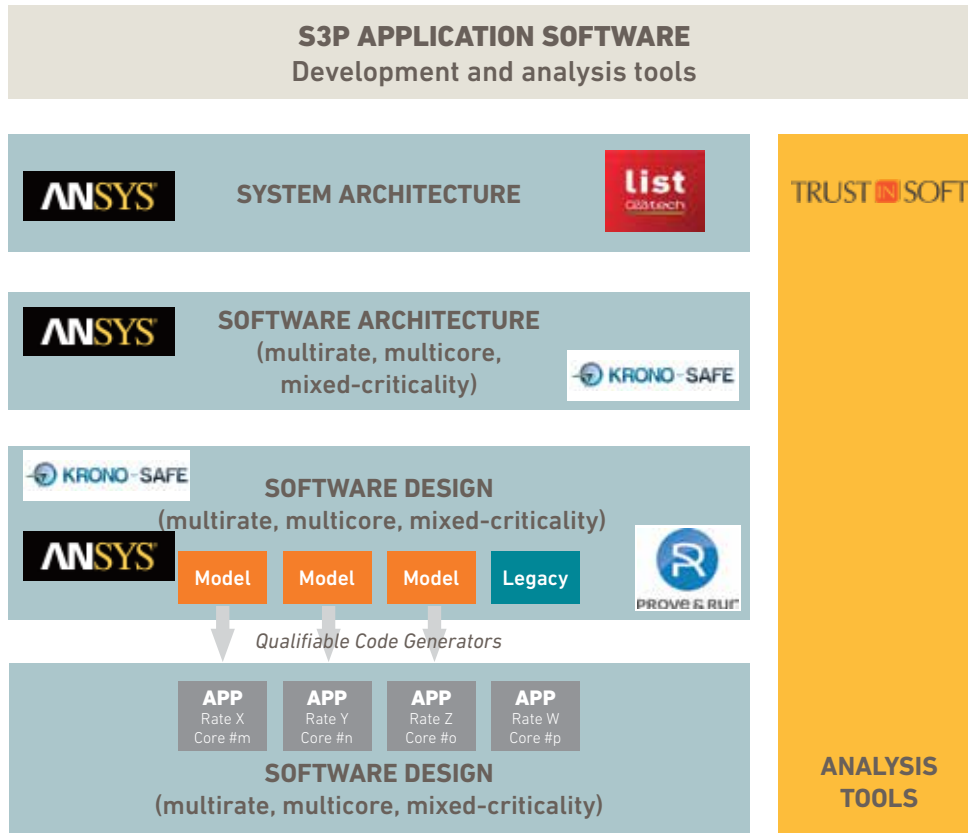 S3P APPLICATION SOFTWARE
Development and analysis tools
ANSYS
SYSTEM ARCHITECTURE
list
ceatech
TRUST IN SOFT
ANSYS
SOFTWARE ARCHITECTURE
(multirate, multicore,
mixed-criticality)
KRONO-SAFE
KRONO-SAFE
SOFTWARE DESIGN
(multirate, multicore, mixed-criticality)
ANSYS
Model
Model
Model
Legacy
PROVE & RUN
Qualifiable Code Generators
APP
Rate X
Core #m
APP
Rate Y
Core #n
APP
Rate Z
Core #o
APP
Rate W
Core #p
SOFTWARE DESIGN
(multirate, multicore, mixed-criticality)
ANALYSIS
TOOLS